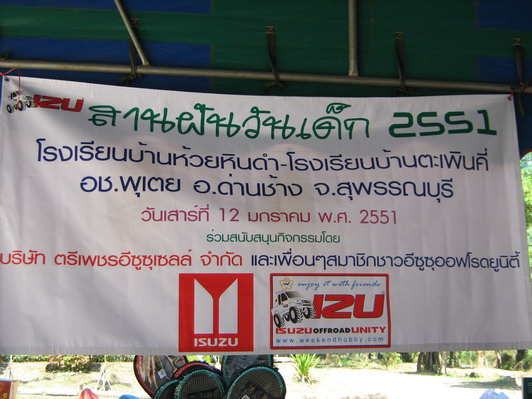 IZU สานฝันวันเด็ก 2551
โรงเรียนบ้านห้วยหินดำ-โรงเรียนบ้านตะเพินคี่
อช.พุเตย อ.ด่านช้าง จ.สุพรรณบุรี
วันเสาร์ที่ 12 มกราคม พ.ศ. 2551
ร่วมสนับสนุนกิจกรรมโดย
บริษัท ตรีเพชรอีซูซุเซลล์ จำกัด และเพื่อนๆสมาชิกชาวอีซูซุออฟโรดยูนิตี้
ISUZU
enjoy it with friends
IZU
ISUZU OFFROAD UNITY
www.weekendhobby.com